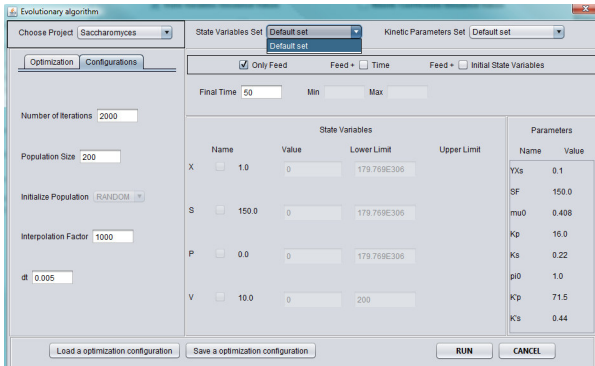 Evolutionary algorithm
Choose Project Saccharomyces State Variables Set Default set Kinetic Parameters Set Default set
Default set
Optimization Configurations
Only Feed Feed + Time Feed + Initial State Variables
Final Time 50 Min Max
Number of Iterations 2000
State Variables Parameters
Name Value Lower Limit Upper Limit Name Value
Population Size 200
X 1.0 0 179.769E306 YXs 0.1
SF 150.0
Initialize Population RANDOM
S 150.0 0 179.769E306 mu0 0.408
Interpolation Factor 1000
Kp 16.0
P 0.0 0 179.769E306 Ks 0.22
dt 0.005
pi0 1.0
V 10.0 0 200 K'p 71.5
K's 0.44
Load a optimization configuration Save a optimization configuration RUN CANCEL